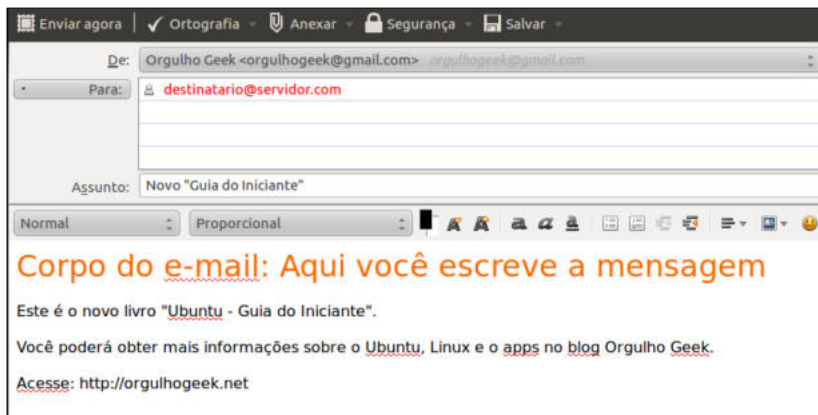 Enviar agora Ortografia Anexar Segurança Salvar
De: Orgulho Geek <orgulhogeek@gmail.com> orgulhogeek@gmail.com
Para: destinatario@servidor.com
Assunto: Novo "Guia do Iniciante"
Normal Proporcional A A a a a
Corpo do e-mail: Aqui você escreve a mensagem
Este é o novo livro "Ubuntu - Guia do Iniciante".
Você poderá obter mais informações sobre o Ubuntu, Linux e o apps no blog Orgulho Geek.
Acesse: http://orgulhogeek.net